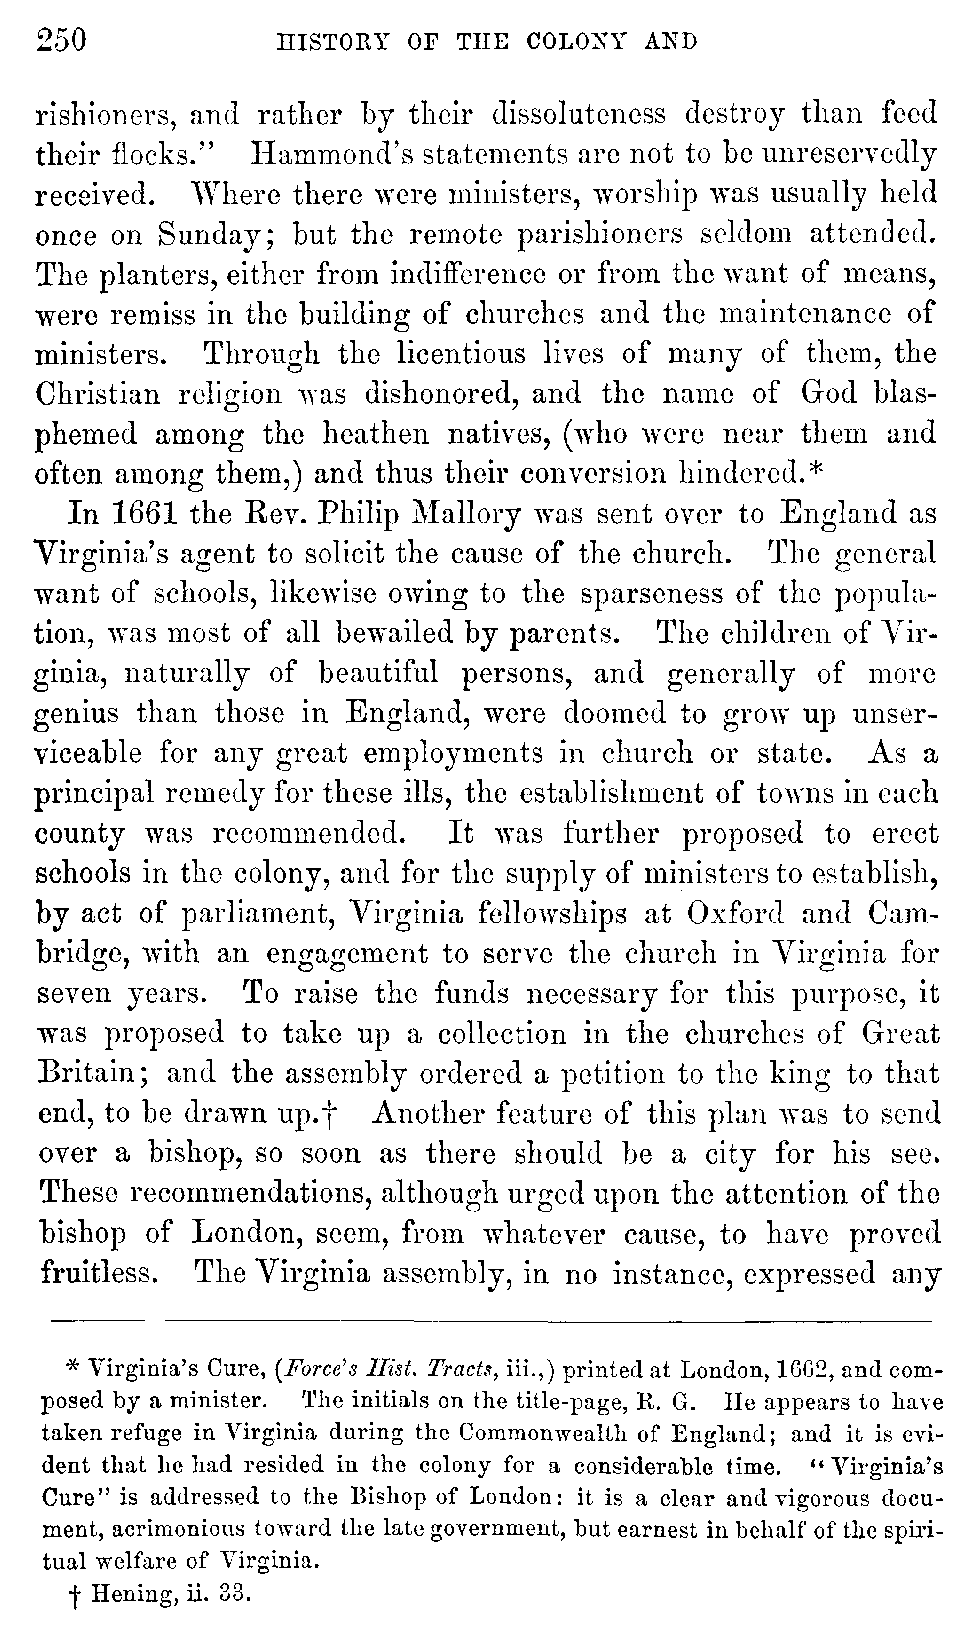 250 HISTORY OF THE COLONY AND
rishioners, and rather by their dissoluteness destroy than feed
their flocks." Hammond's statements are not to be unreservedly
received. Where there were ministers, worship was usually held
once on Sunday; but the remote parishioners seldom attended.
The planters, either from indifference or from the want of means,
were remiss in the building of churches and the maintenance of
ministers. Through the licentious lives of many of them, the
Christian religion was dishonored, and the name of God blas-
phemed among the heathen natives, (who were near them and
often among them,) and thus their conversion hindered.*
In 1661 the Rev. Philip Mallory was sent over to England as
Virginia's agent to solicit the cause of the church. The general
want of schools, likewise owing to the sparseness of the popula-
tion, was most of all bewailed by parents. The children of Vir-
ginia, naturally of beautiful persons, and generally of more
genius than those in England, were doomed to grow up unser-
viceable for any great employments in church or state. As a
principal remedy for these ills, the establishment of towns in each
county was recommended. It was further proposed to erect
schools in the colony, and for the supply of ministers to establish,
by act of parliament, Virginia fellowships at Oxford and Cam-
bridge, with an engagement to serve the church in Virginia for
seven years. To raise the funds necessary for this purpose, it
was proposed to take up a collection in the churches of Great
Britain; and the assembly ordered a petition to the king to that
end, to be drawn up.† Another feature of this plan was to send
over a bishop, so soon as there should be a city for his see.
These recommendations, although urged upon the attention of the
bishop of London, seem, from whatever cause, to have proved
fruitless. The Virginia assembly, in no instance, expressed any
* Virginia's Cure, (Force's Hist. Tracts, iii.,) printed at London, 1662, and com-
posed by a minister. The initials on the title-page, R. G. He appears to have
taken refuge in Virginia during the Commonwealth of England; and it is evi-
dent that he had resided in the colony for a considerable time. "Virginia's
Cure" is addressed to the Bishop of London: it is a clear and vigorous docu-
ment, acrimonious toward the late government, but earnest in behalf of the spiri-
tual welfare of Virginia.
† Hening, ii. 33.